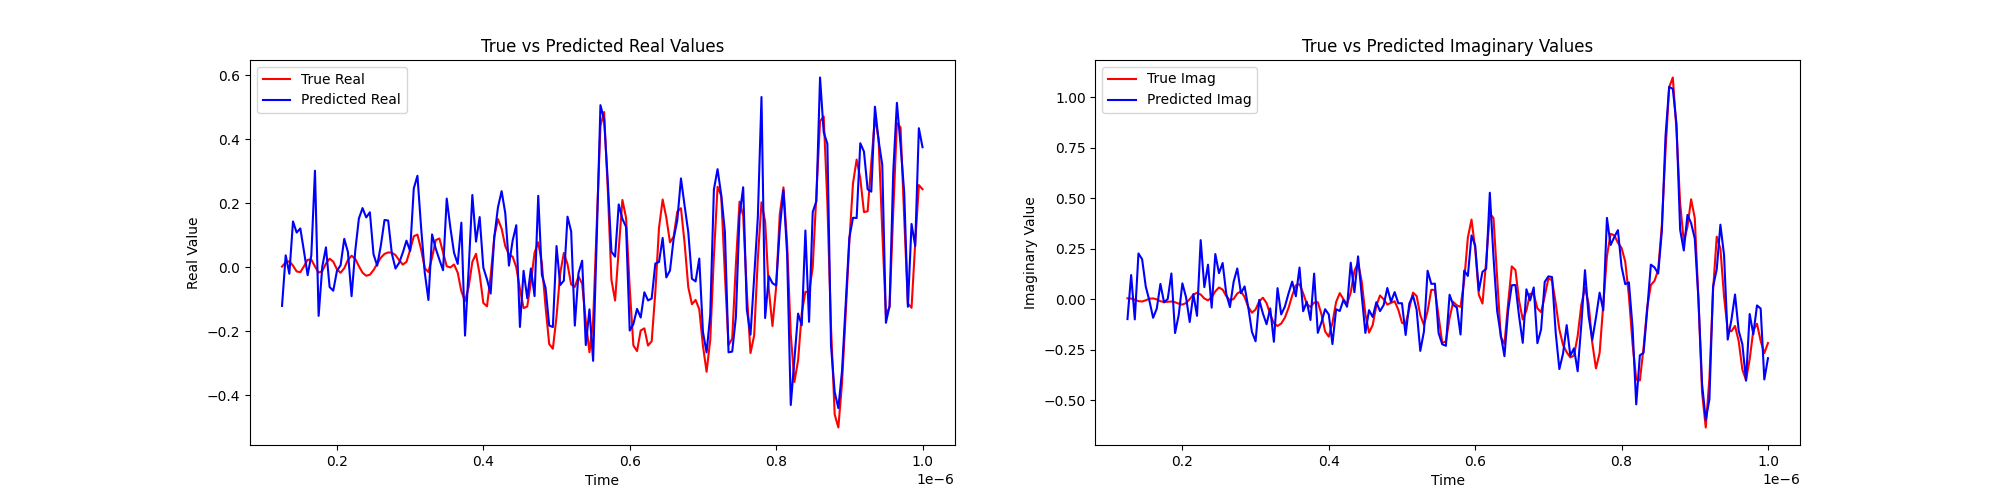 True vs Predicted Real Values
True Real
Predicted Real
Real Value
0.6
0.4
0.2
0.0
−0.2
−0.4
0.2
0.4
0.6
0.8
1.0
1e−6
Time
True vs Predicted Imaginary Values
True Imag
Predicted Imag
Imaginary Value
1.00
0.75
0.50
0.25
0.00
−0.25
−0.50
0.2
0.4
0.6
0.8
1.0
1e−6
Time